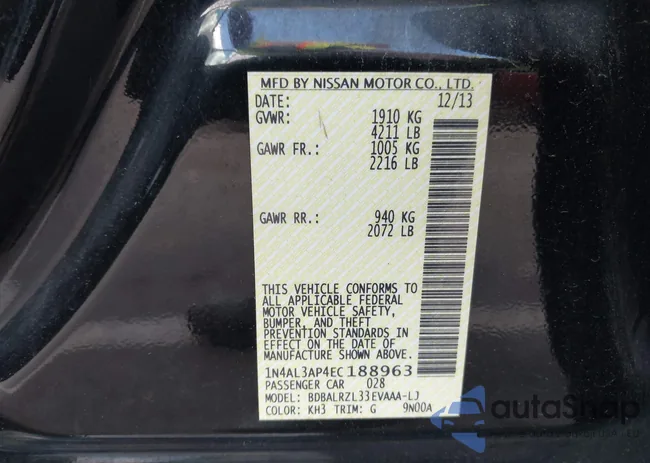 MFD BY NISSAN MOTOR CO., LTD.
DATE: 12/13
GVWR: 1910 KG
4211 LB
GAWR FR.: 1005 KG
2216 LB
GAWR RR.: 940 KG
2072 LB
THIS VEHICLE CONFORMS TO
ALL APPLICABLE FEDERAL
MOTOR VEHICLE SAFETY,
BUMPER, AND THEFT
PREVENTION STANDARDS IN
EFFECT ON THE DATE OF
MANUFACTURE SHOWN ABOVE.
1N4AL3AP4EC188963
PASSENGER CAR 028
MODEL: BDBALRZL33EVAAA-LJ
COLOR: KH3 TRIM: G 9N00A
autoSnap